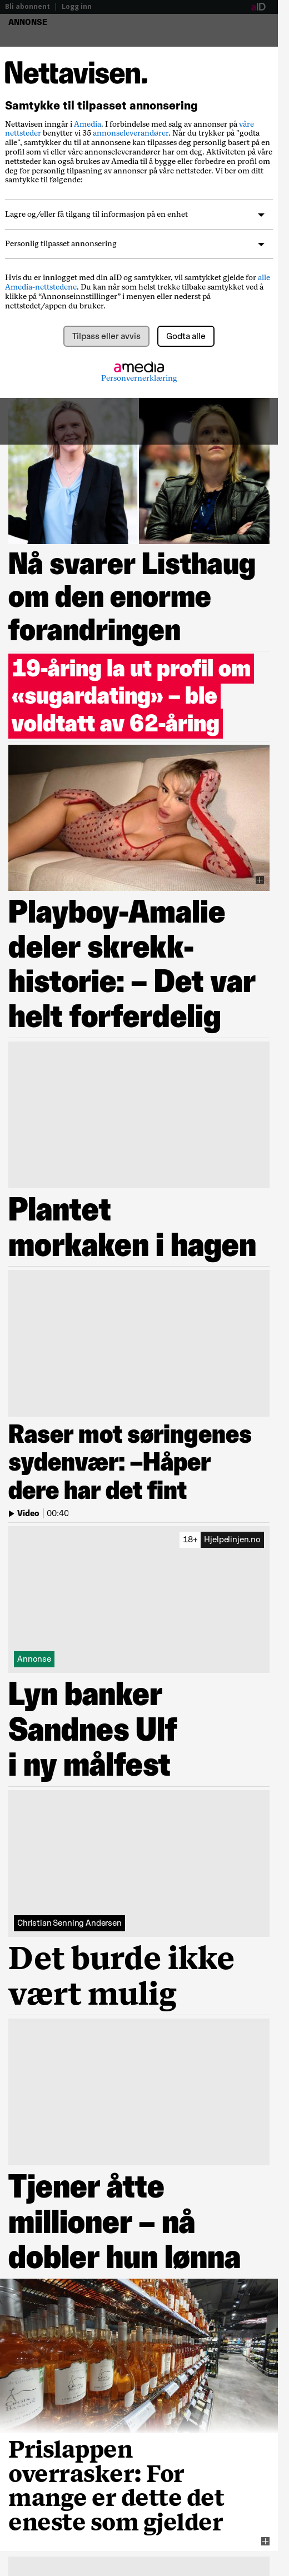 Bli abonnent | Logg inn
aID
ANNONSE
Nettavisen.
Samtykke til tilpasset annonsering
Nettavisen inngår i Amedia. I forbindelse med salg av annonser på våre
nettsteder benytter vi 35 annonseleverandører. Når du trykker på "godta
alle", samtykker du til at annonsene kan tilpasses deg personlig basert på en
profil som vi eller våre annonseleverandører har om deg. Aktiviteten på våre
nettsteder kan også brukes av Amedia til å bygge eller forbedre en profil om
deg for personlig tilpasning av annonser på våre nettsteder. Vi ber om ditt
samtykke til følgende:
Lagre og/eller få tilgang til informasjon på en enhet
Personlig tilpasset annonsering
Hvis du er innlogget med din aID og samtykker, vil samtykket gjelde for alle
Amedia-nettstedene. Du kan når som helst trekke tilbake samtykket ved å
klikke på “Annonseinnstillinger” i menyen eller nederst på
nettstedet/appen du bruker.
Tilpass eller avvis
Godta alle
amedia
Personvernerklæring
Nå svarer Listhaug
om den enorme
forandringen
19-åring la ut profil om
«sugardating» – ble
voldtatt av 62-åring
Playboy-Amalie
deler skrekk-
historie: – Det var
helt forferdelig
Plantet
morkaken i hagen
Raser mot søringenes
sydenvær: –Håper
dere har det fint
Video | 00:40
18+ Hjelpelinjen.no
Annonse
Lyn banker
Sandnes Ulf
i ny målfest
Christian Senning Andersen
Det burde ikke
vært mulig
Tjener åtte
millioner – nå
dobler hun lønna
Prislappen
overrasker: For
mange er dette det
eneste som gjelder